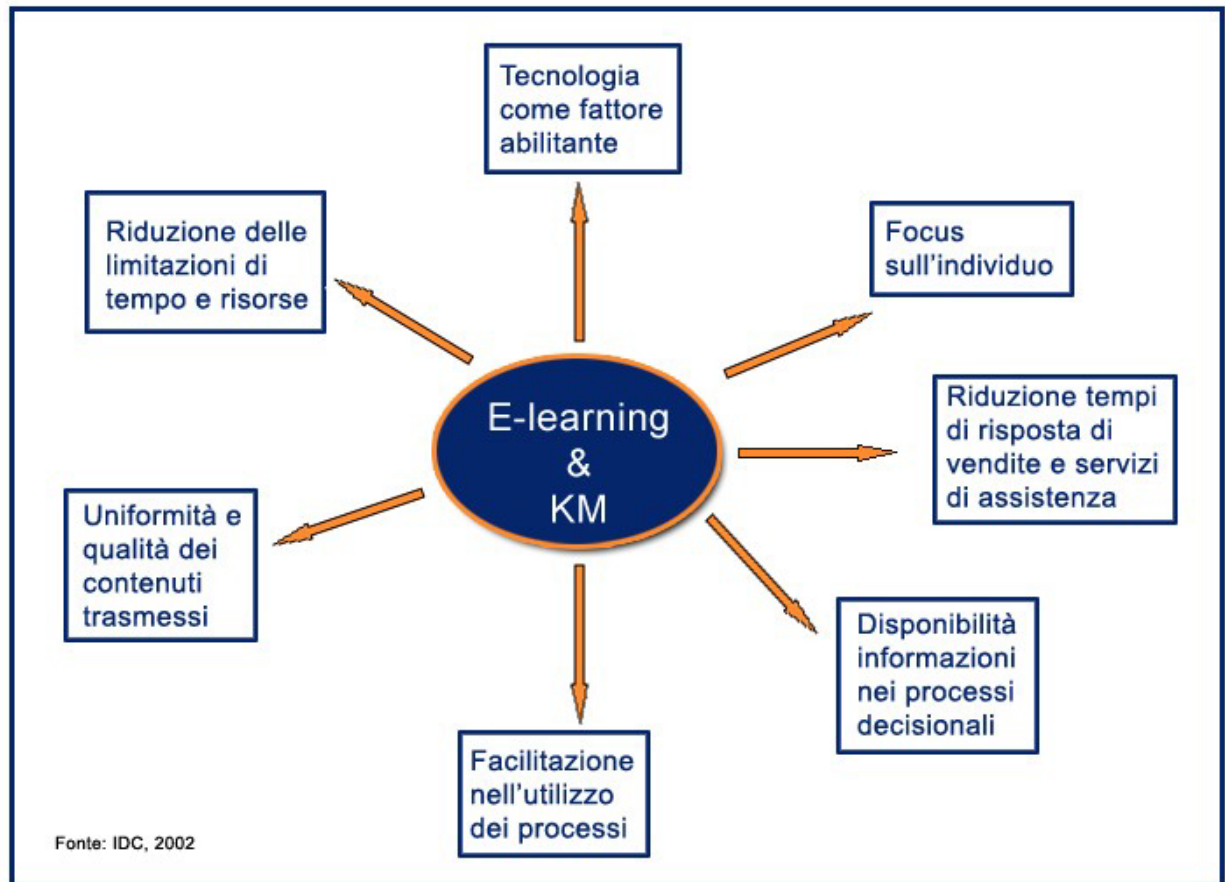 Tecnologia
come fattore
abilitante
Riduzione delle
limitazioni di
tempo e risorse
Focus
sull'individuo
E-learning
&
KM
Riduzione tempi
di risposta di
vendite e servizi
di assistenza
Uniformità e
qualità dei
contenuti
trasmessi
Disponibilità
informazioni
nei processi
decisionali
Facilitazione
nell'utilizzo
dei processi
Fonte: IDC, 2002